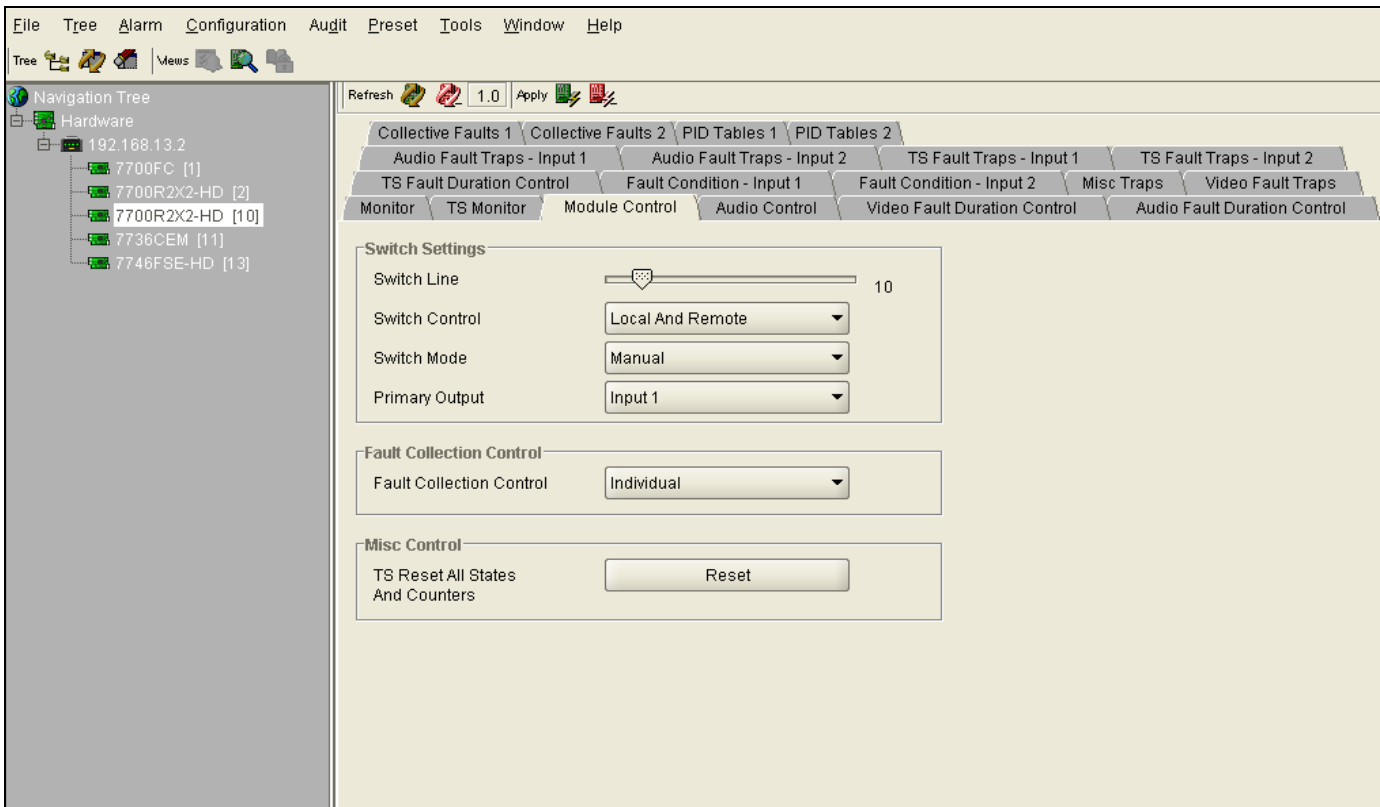 File Tree Alarm Configuration Audit Preset Tools Window Help
Tree Views
Navigation Tree
Hardware
192.168.13.2
7700FC [1]
7700R2X2-HD [2]
7700R2X2-HD [10]
7736CEM [11]
7746FSE-HD [13]
Refresh 1.0 Apply
Collective Faults 1 Collective Faults 2 PID Tables 1 PID Tables 2
Audio Fault Traps - Input 1 Audio Fault Traps - Input 2 TS Fault Traps - Input 1 TS Fault Traps - Input 2
TS Fault Duration Control Fault Condition - Input 1 Fault Condition - Input 2 Misc Traps Video Fault Traps
Monitor TS Monitor Module Control Audio Control Video Fault Duration Control Audio Fault Duration Control
Switch Settings
Switch Line 10
Switch Control Local And Remote
Switch Mode Manual
Primary Output Input 1
Fault Collection Control
Fault Collection Control Individual
Misc Control
TS Reset All States Reset
And Counters